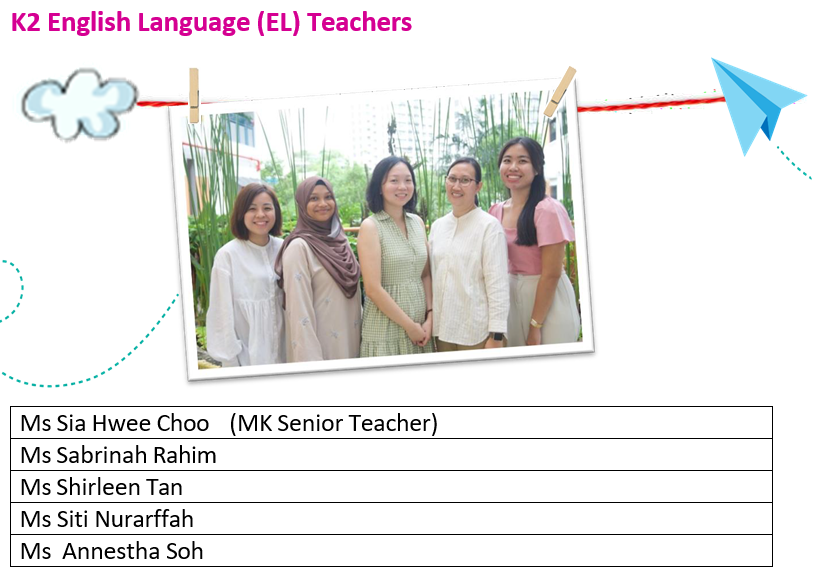 K2 English Language (EL) Teachers
Ms Sia Hwee Choo (MK Senior Teacher)
Ms Sabrinah Rahim
Ms Shirleen Tan
Ms Siti Nurarffah
Ms Annestha Soh